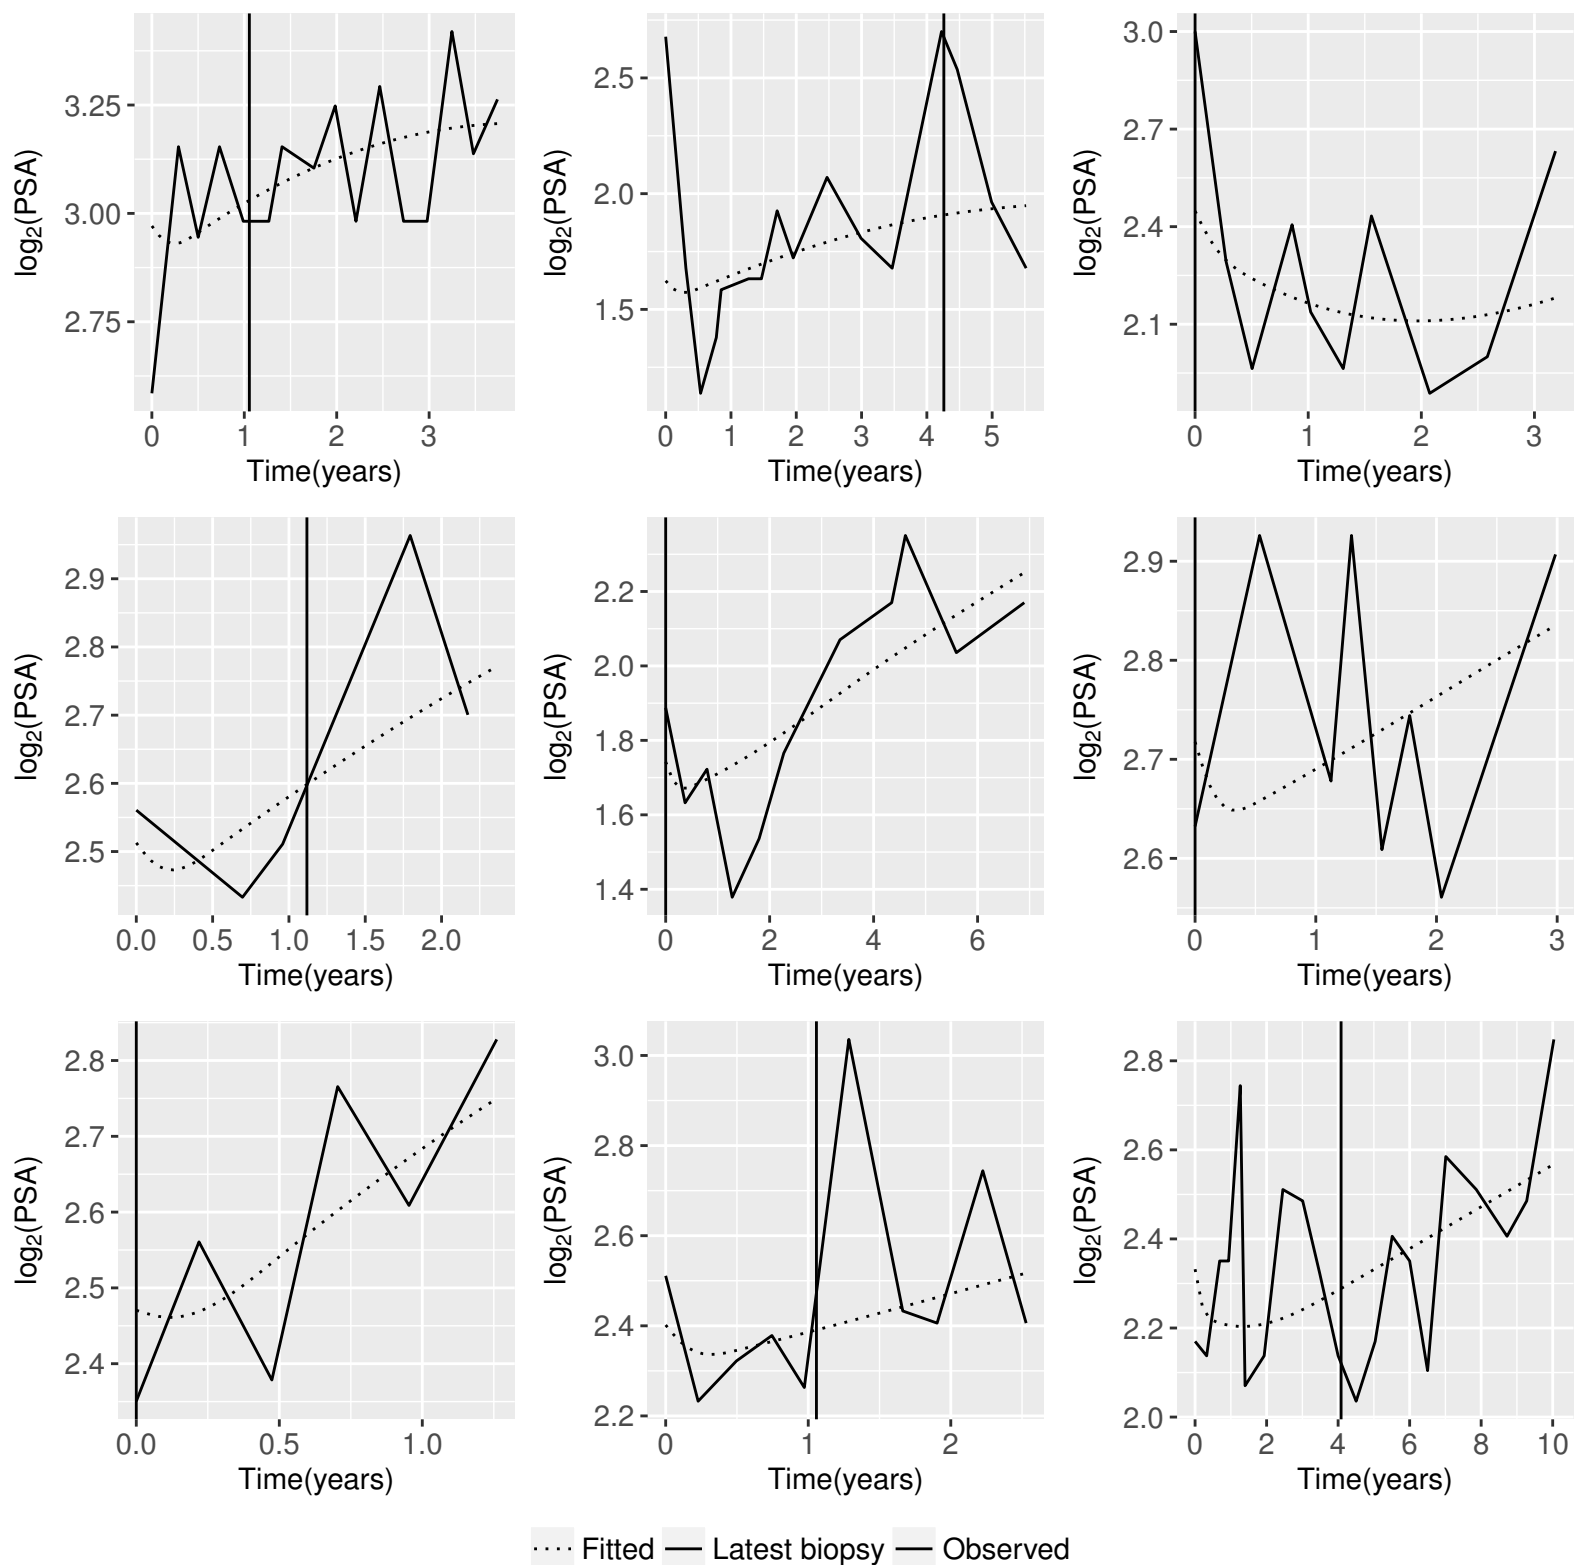 log₂(PSA)
3.25
3.00
2.75
0 1 2 3
Time(years)
log₂(PSA)
2.5
2.0
1.5
0 1 2 3 4 5
Time(years)
log₂(PSA)
3.0
2.7
2.4
2.1
0 1 2 3
Time(years)
log₂(PSA)
2.9
2.8
2.7
2.6
2.5
0.0 0.5 1.0 1.5 2.0
Time(years)
log₂(PSA)
2.2
2.0
1.8
1.6
1.4
0 2 4 6
Time(years)
log₂(PSA)
2.9
2.8
2.7
2.6
0 1 2 3
Time(years)
log₂(PSA)
2.8
2.7
2.6
2.5
2.4
0.0 0.5 1.0
Time(years)
log₂(PSA)
3.0
2.8
2.6
2.4
2.2
0 1 2
Time(years)
log₂(PSA)
2.8
2.6
2.4
2.2
2.0
0 2 4 6 8 10
Time(years)
Fitted Latest biopsy Observed